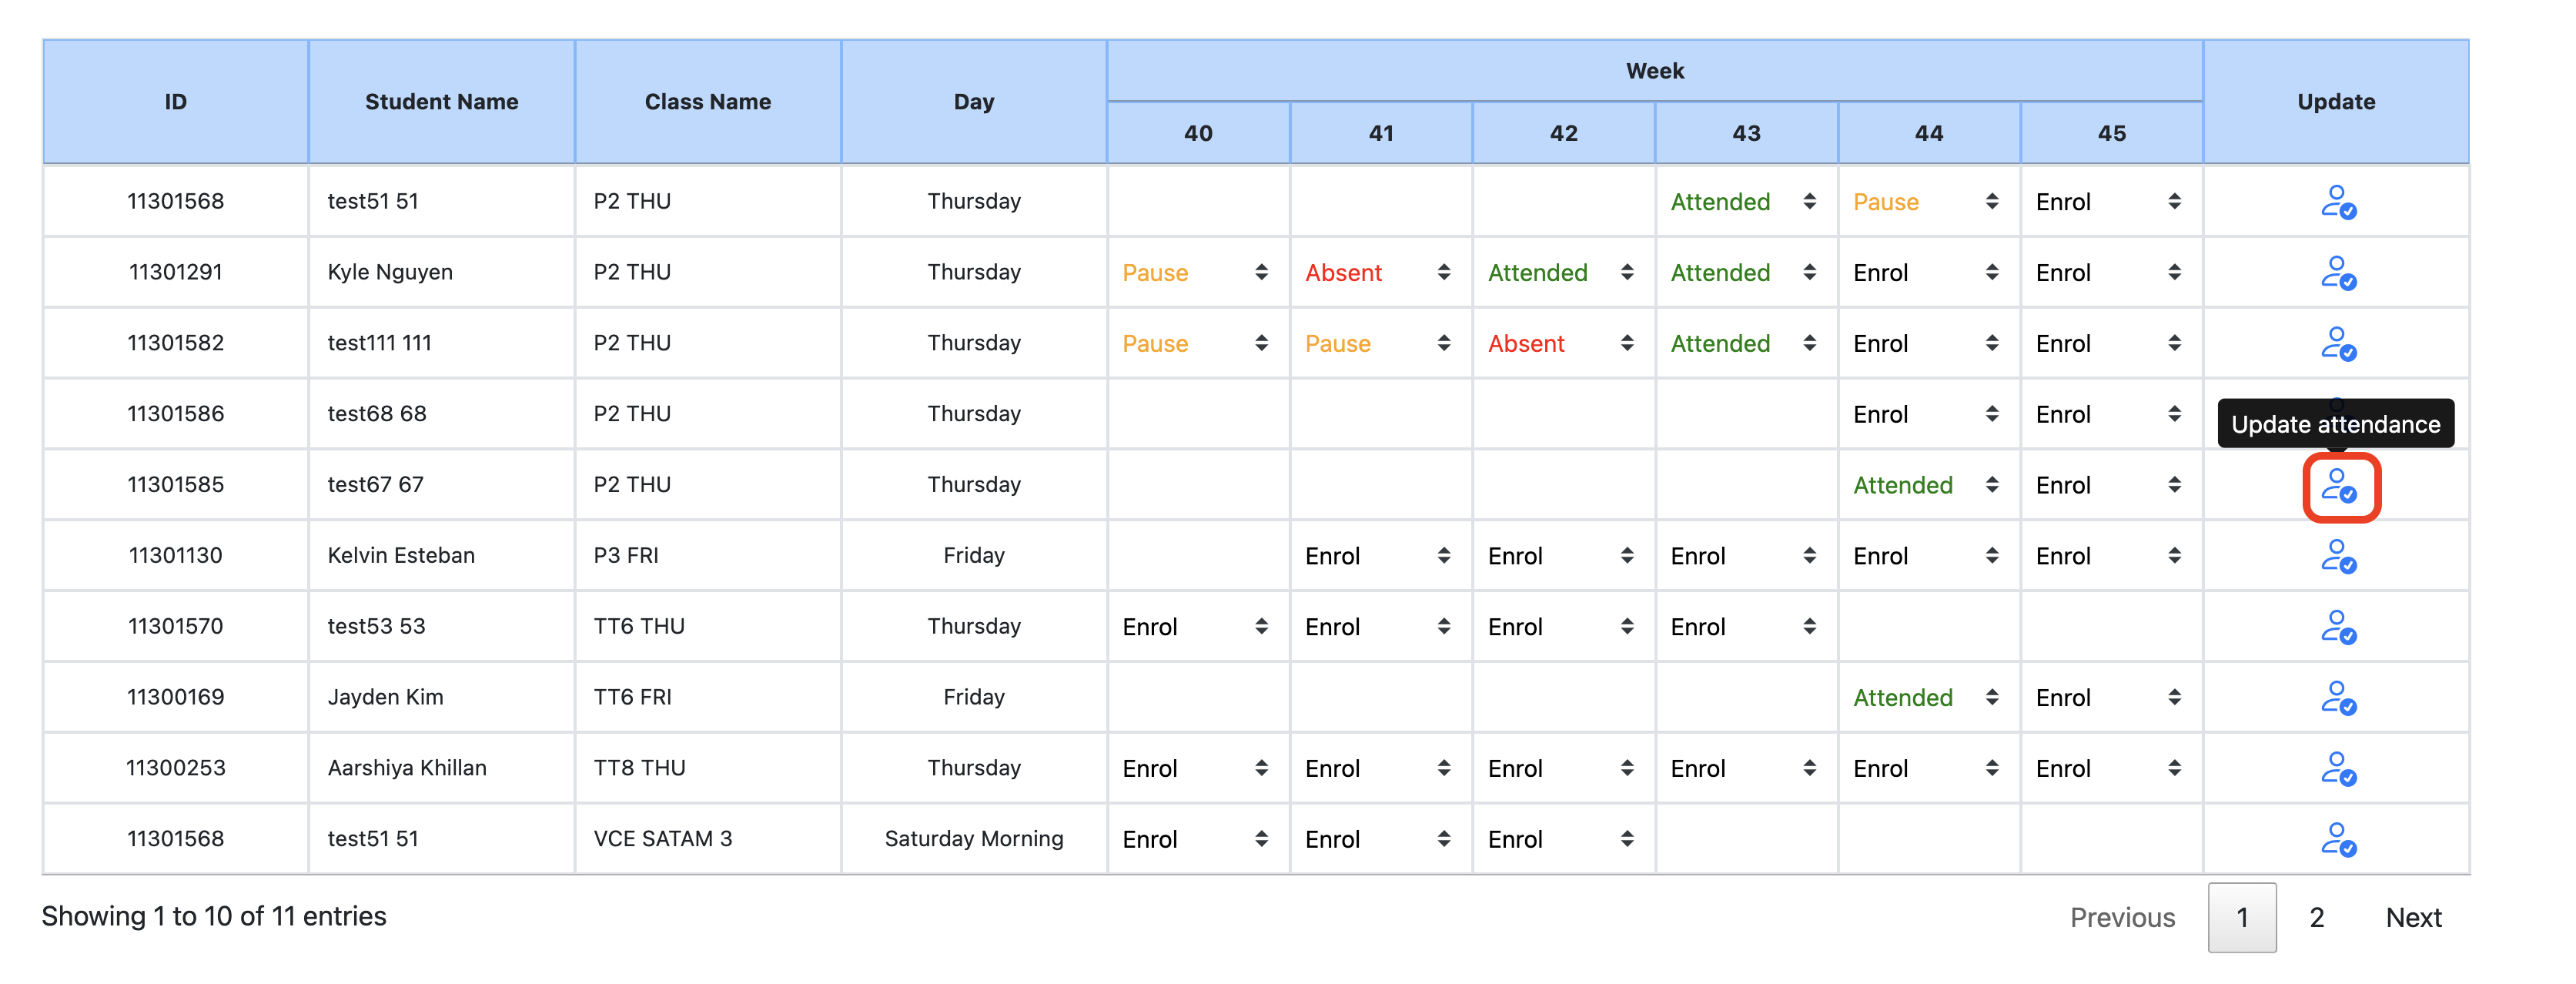 ID Student Name Class Name Day Week Update
40 41 42 43 44 45
11301568 test51 51 P2 THU Thursday Attended Pause Enrol
11301291 Kyle Nguyen P2 THU Thursday Pause Absent Attended Attended Enrol Enrol
11301582 test111 111 P2 THU Thursday Pause Pause Absent Attended Enrol Enrol
11301586 test68 68 P2 THU Thursday Enrol Enrol
Update attendance
11301585 test67 67 P2 THU Thursday Attended Enrol
11301130 Kelvin Esteban P3 FRI Friday Enrol Enrol Enrol Enrol Enrol
11301570 test53 53 TT6 THU Thursday Enrol Enrol Enrol Enrol
11300169 Jayden Kim TT6 FRI Friday Attended Enrol
11300253 Aarshiya Khillan TT8 THU Thursday Enrol Enrol Enrol Enrol Enrol Enrol
11301568 test51 51 VCE SATAM 3 Saturday Morning Enrol Enrol Enrol
Showing 1 to 10 of 11 entries Previous 1 2 Next